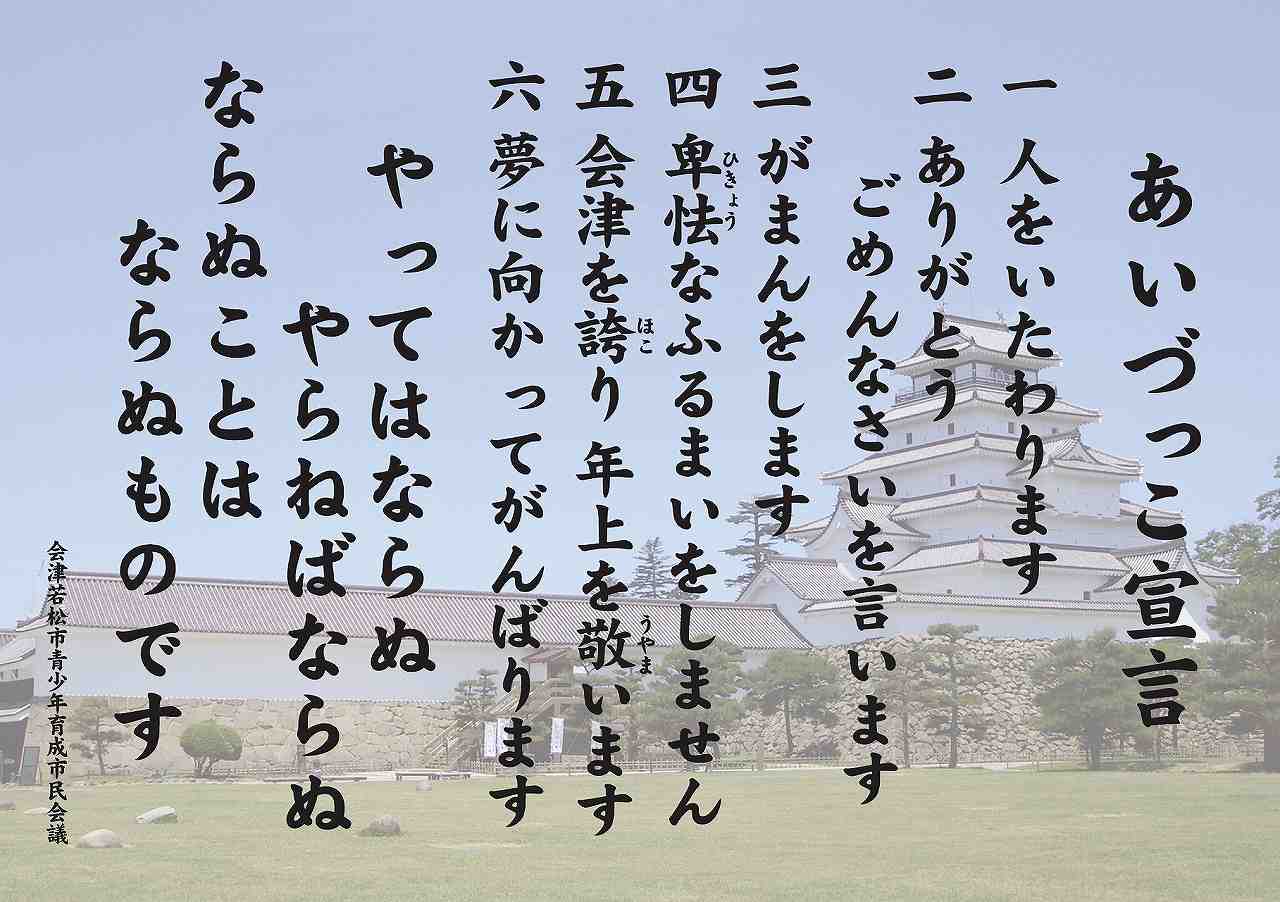 あいづっこ宣言
一 人をいたわります
二 ありがとう
ごめんなさいを言います
三 がまんをします
四 卑怯なふるまいをしません
ひきょう
五 会津を誇り 年上を敬います
ほこ
うやま
六 夢に向かってがんばります
やってはならぬ
やらねばならぬ
ならぬことは
ならぬものです
会津若松市青少年育成市民会議